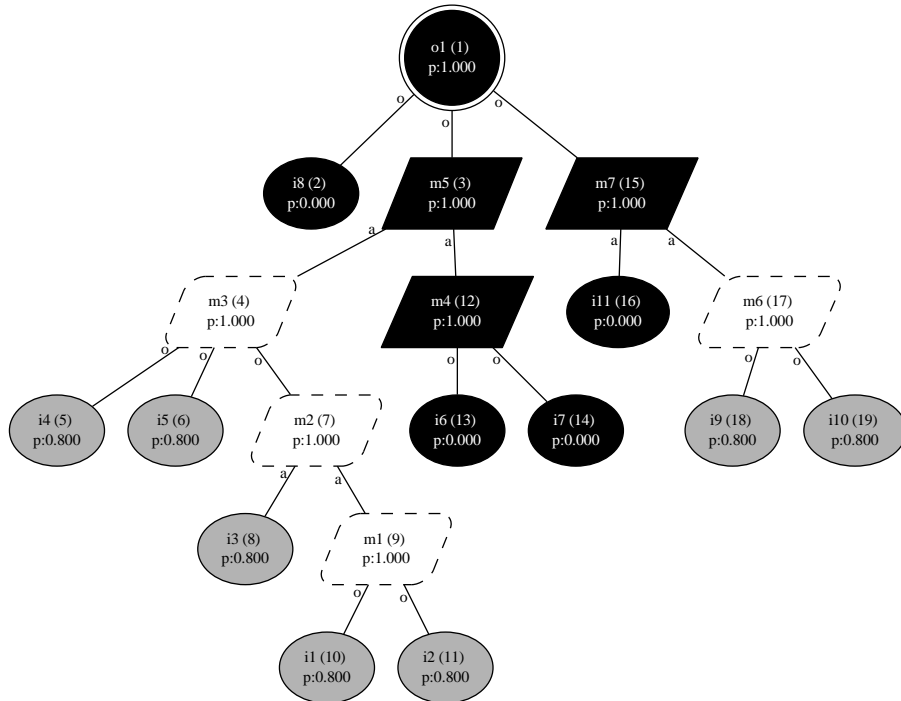 o1 (1)
p:1.000
o
o
o
i8 (2)
p:0.000
m5 (3)
p:1.000
m7 (15)
p:1.000
a
a
a
a
m3 (4)
p:1.000
m4 (12)
p:1.000
i11 (16)
p:0.000
m6 (17)
p:1.000
o
o
o
o
o
o
o
i4 (5)
p:0.800
i5 (6)
p:0.800
m2 (7)
p:1.000
i6 (13)
p:0.000
i7 (14)
p:0.000
i9 (18)
p:0.800
i10 (19)
p:0.800
a
a
i3 (8)
p:0.800
m1 (9)
p:1.000
o
o
i1 (10)
p:0.800
i2 (11)
p:0.800